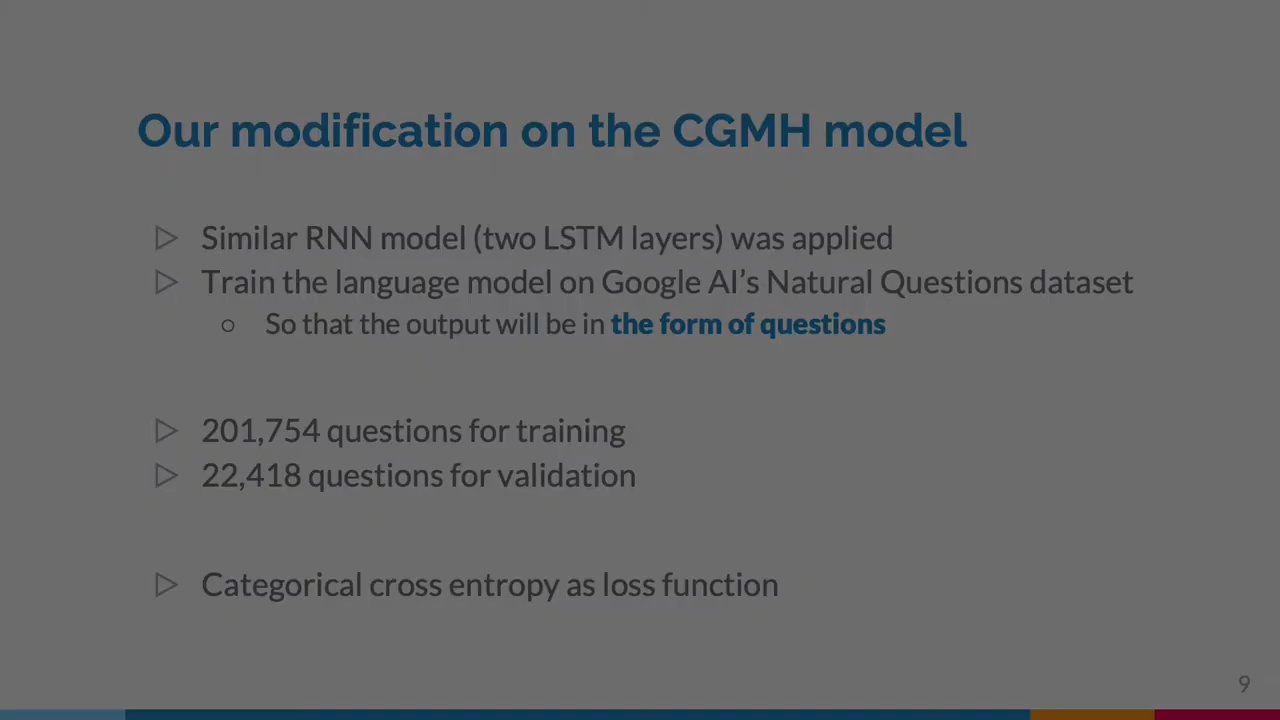 Our modification on the CGMH model
Similar RNN model (two LSTM layers) was applied
Train the language model on Google AI's Natural Questions dataset
So that the output will be in the form of questions
201,754 questions for training
22,418 questions for validation
Categorical cross entropy as loss function
9